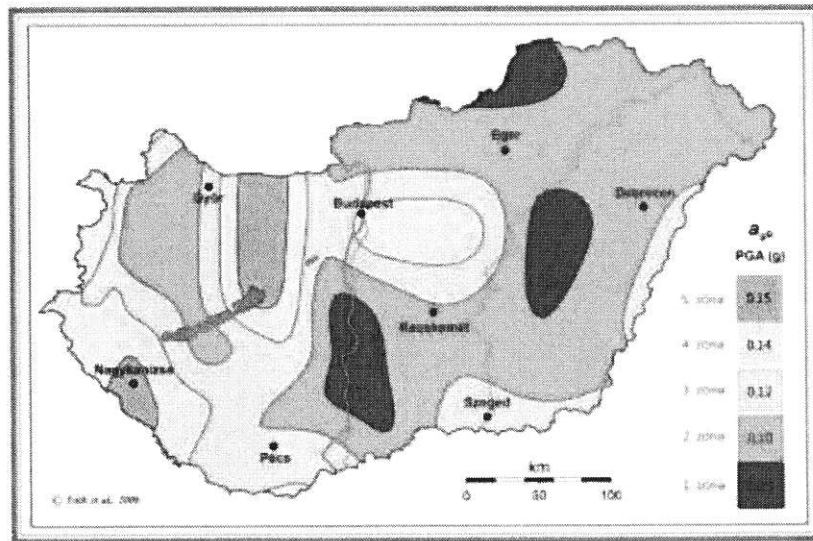 Eger
Debrecen
Győr
Budapest
Kecskemét
Nagykanizsa
Szeged
Pécs
km
0 50 100
a_gR
PGA (g)
5. zóna 0.15
4. zóna 0.14
3. zóna 0.12
2. zóna 0.10
1. zóna